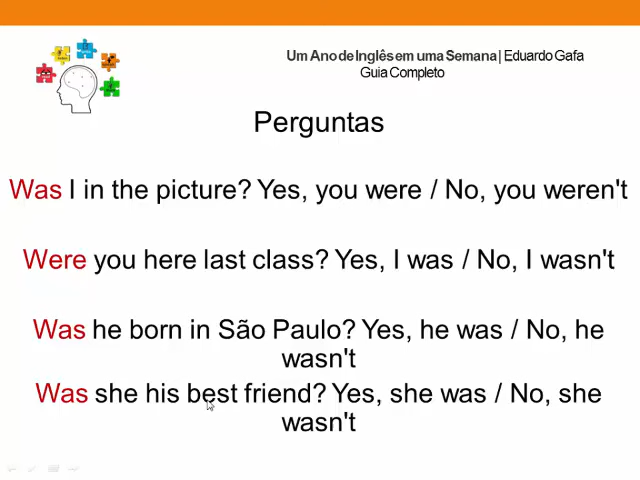 Um Ano de Inglês em uma Semana | Eduardo Gafa
Guia Completo
Perguntas
Was I in the picture? Yes, you were / No, you weren't
Were you here last class? Yes, I was / No, I wasn't
Was he born in São Paulo? Yes, he was / No, he
wasn't
Was she his best friend? Yes, she was / No, she
wasn't